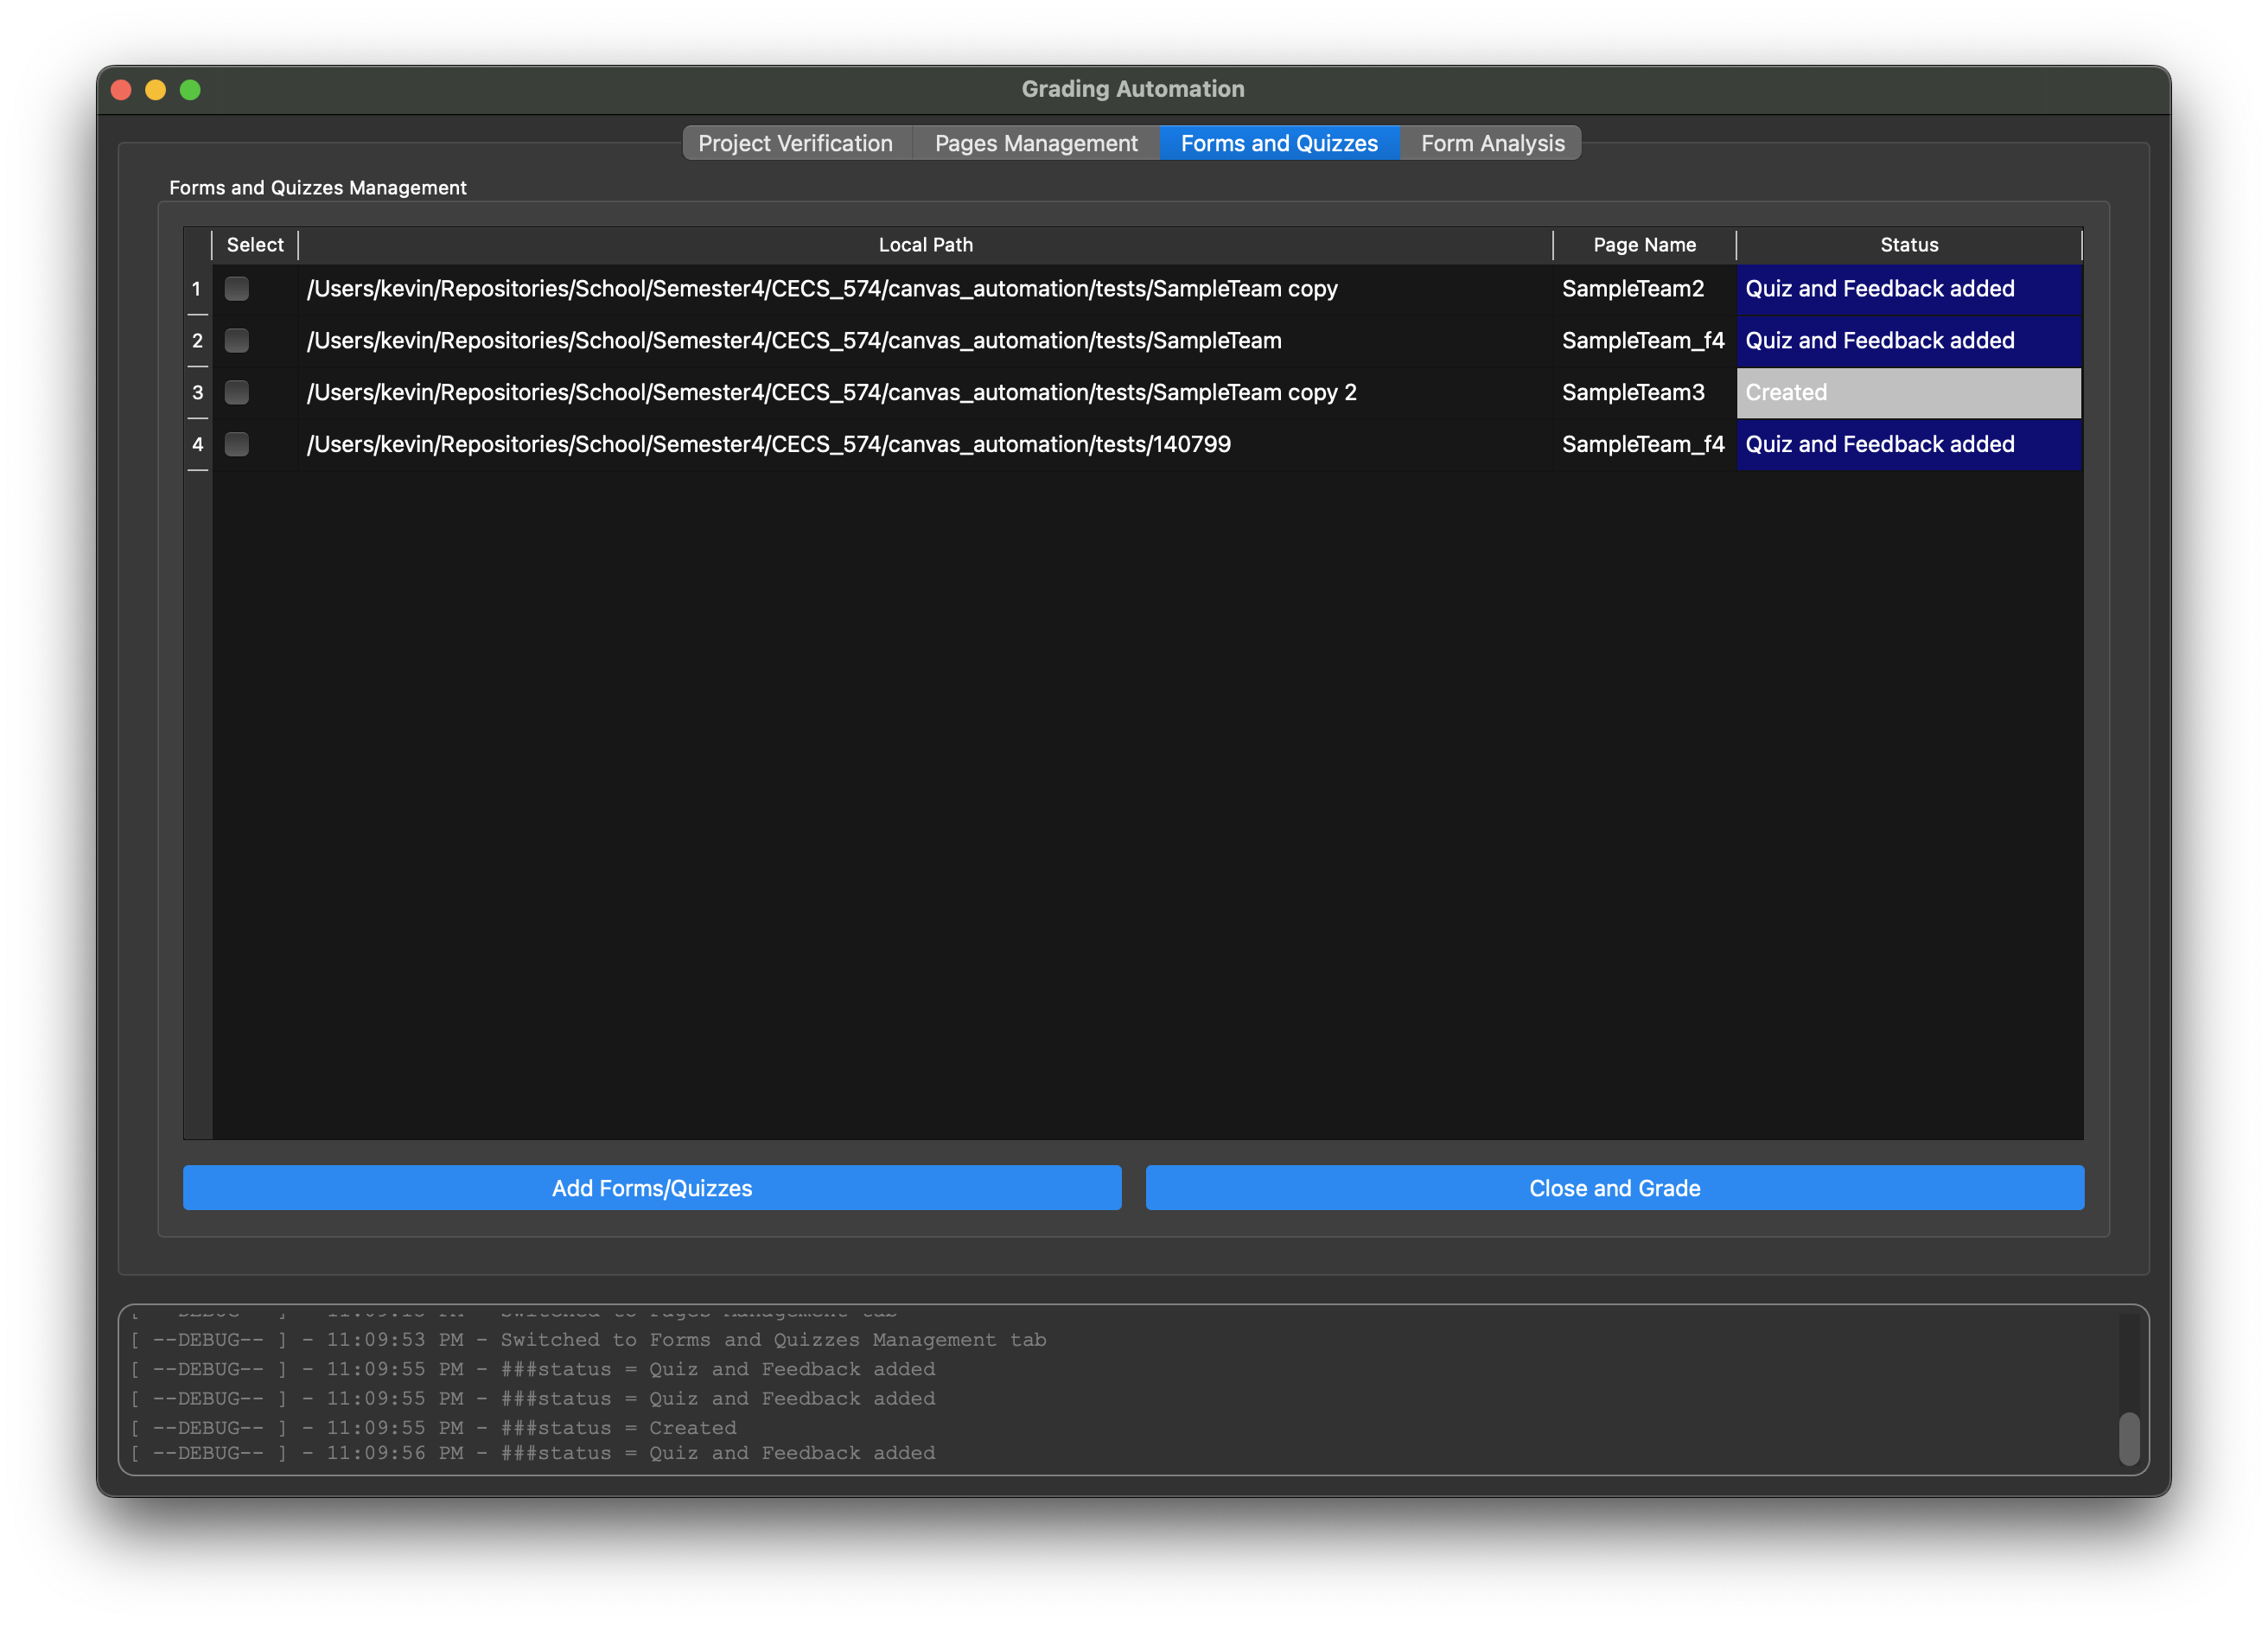 Grading Automation
Project Verification Pages Management Forms and Quizzes Form Analysis
Forms and Quizzes Management
Select Local Path Page Name Status
1 /Users/kevin/Repositories/School/Semester4/CECS_574/canvas_automation/tests/SampleTeam copy SampleTeam2 Quiz and Feedback added
2 /Users/kevin/Repositories/School/Semester4/CECS_574/canvas_automation/tests/SampleTeam SampleTeam_f4 Quiz and Feedback added
3 /Users/kevin/Repositories/School/Semester4/CECS_574/canvas_automation/tests/SampleTeam copy 2 SampleTeam3 Created
4 /Users/kevin/Repositories/School/Semester4/CECS_574/canvas_automation/tests/140799 SampleTeam_f4 Quiz and Feedback added
Add Forms/Quizzes Close and Grade
[ --DEBUG-- ] - PM - Switched to Pages Management tab
[ --DEBUG-- ] - 11:09:53 PM - Switched to Forms and Quizzes Management tab
[ --DEBUG-- ] - 11:09:55 PM - ###status = Quiz and Feedback added
[ --DEBUG-- ] - 11:09:55 PM - ###status = Quiz and Feedback added
[ --DEBUG-- ] - 11:09:55 PM - ###status = Created
[ --DEBUG-- ] - 11:09:56 PM - ###status = Quiz and Feedback added